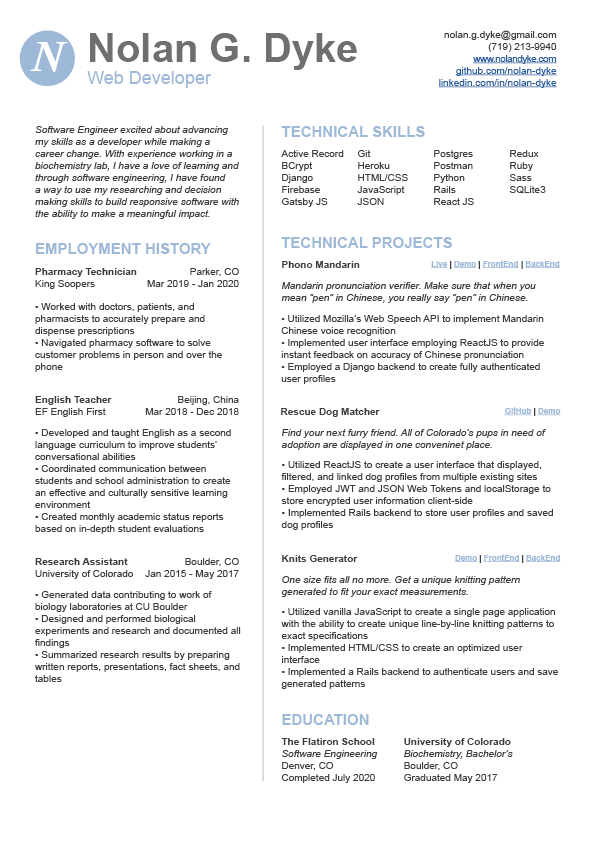 N
Nolan G. Dyke
Web Developer
nolan.g.dyke@gmail.com
(719) 213-9940
www.nolandyke.com
github.com/nolan-dyke
linkedin.com/in/nolan-dyke
Software Engineer excited about advancing
my skills as a developer while making a
career change. With experience working in a
biochemistry lab, I have a love of learning and
through software engineering, I have found
a way to use my researching and decision
making skills to build responsive software with
the ability to make a meaningful impact.
EMPLOYMENT HISTORY
Pharmacy Technician Parker, CO
King Soopers Mar 2019 - Jan 2020
• Worked with doctors, patients, and
pharmacists to accurately prepare and
dispense prescriptions
• Navigated pharmacy software to solve
customer problems in person and over the
phone
English Teacher Beijing, China
EF English First Mar 2018 - Dec 2018
• Developed and taught English as a second
language curriculum to improve students'
conversational abilities
• Coordinated communication between
students and school administration to create
an effective and culturally sensitive learning
environment
• Created monthly academic status reports
based on in-depth student evaluations
Research Assistant Boulder, CO
University of Colorado Jan 2015 - May 2017
• Generated data contributing to work of
biology laboratories at CU Boulder
• Designed and performed biological
experiments and research and documented all
findings
• Summarized research results by preparing
written reports, presentations, fact sheets, and
tables
TECHNICAL SKILLS
Active Record Git Postgres Redux
BCrypt Heroku Postman Ruby
Django HTML/CSS Python Sass
Firebase JavaScript Rails SQLite3
Gatsby JS JSON React JS
TECHNICAL PROJECTS
Phono Mandarin Live | Demo | FrontEnd | BackEnd
Mandarin pronunciation verifier. Make sure that when you
mean "pen" in Chinese, you really say "pen" in Chinese.
• Utilized Mozilla's Web Speech API to implement Mandarin
Chinese voice recognition
• Implemented user interface employing ReactJS to provide
instant feedback on accuracy of Chinese pronunciation
• Employed a Django backend to create fully authenticated
user profiles
Rescue Dog Matcher GitHub | Demo
Find your next furry friend. All of Colorado's pups in need of
adoption are displayed in one conveninet place.
• Utilized ReactJS to create a user interface that displayed,
filtered, and linked dog profiles from multiple existing sites
• Employed JWT and JSON Web Tokens and localStorage to
store encrypted user information client-side
• Implemented Rails backend to store user profiles and saved
dog profiles
Knits Generator Demo | FrontEnd | BackEnd
One size fits all no more. Get a unique knitting pattern
generated to fit your exact measurements.
• Utilized vanilla JavaScript to create a single page application
with the ability to create unique line-by-line knitting patterns to
exact specifications
• Implemented HTML/CSS to create an optimized user
interface
• Implemented a Rails backend to authenticate users and save
generated patterns
EDUCATION
The Flatiron School University of Colorado
Software Engineering Biochemistry, Bachelor's
Denver, CO Boulder, CO
Completed July 2020 Graduated May 2017